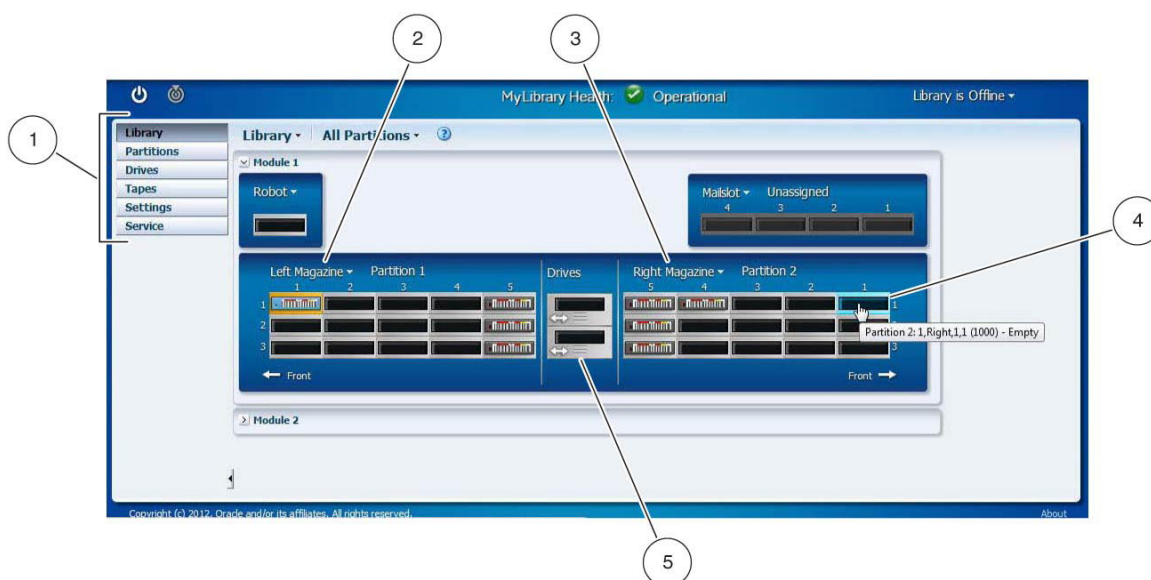 2
3
MyLibrary Health: Operational
Library is Offline
1
Library
Library All Partitions
Partitions
Module 1
Drives
Tapes
Robot
Mailslot Unassigned
Settings
4 3 2 1
Service
4
Left Magazine Partition 1
Drives
Right Magazine Partition 2
1 2 3 4 5
5 4 3 2 1
1
1
2
Partition 2: 1,Right,1,1 (1000) - Empty
3
3
Front
Front
Module 2
Copyright (c) 2012, Oracle and/or its affiliates. All rights reserved.
About
5